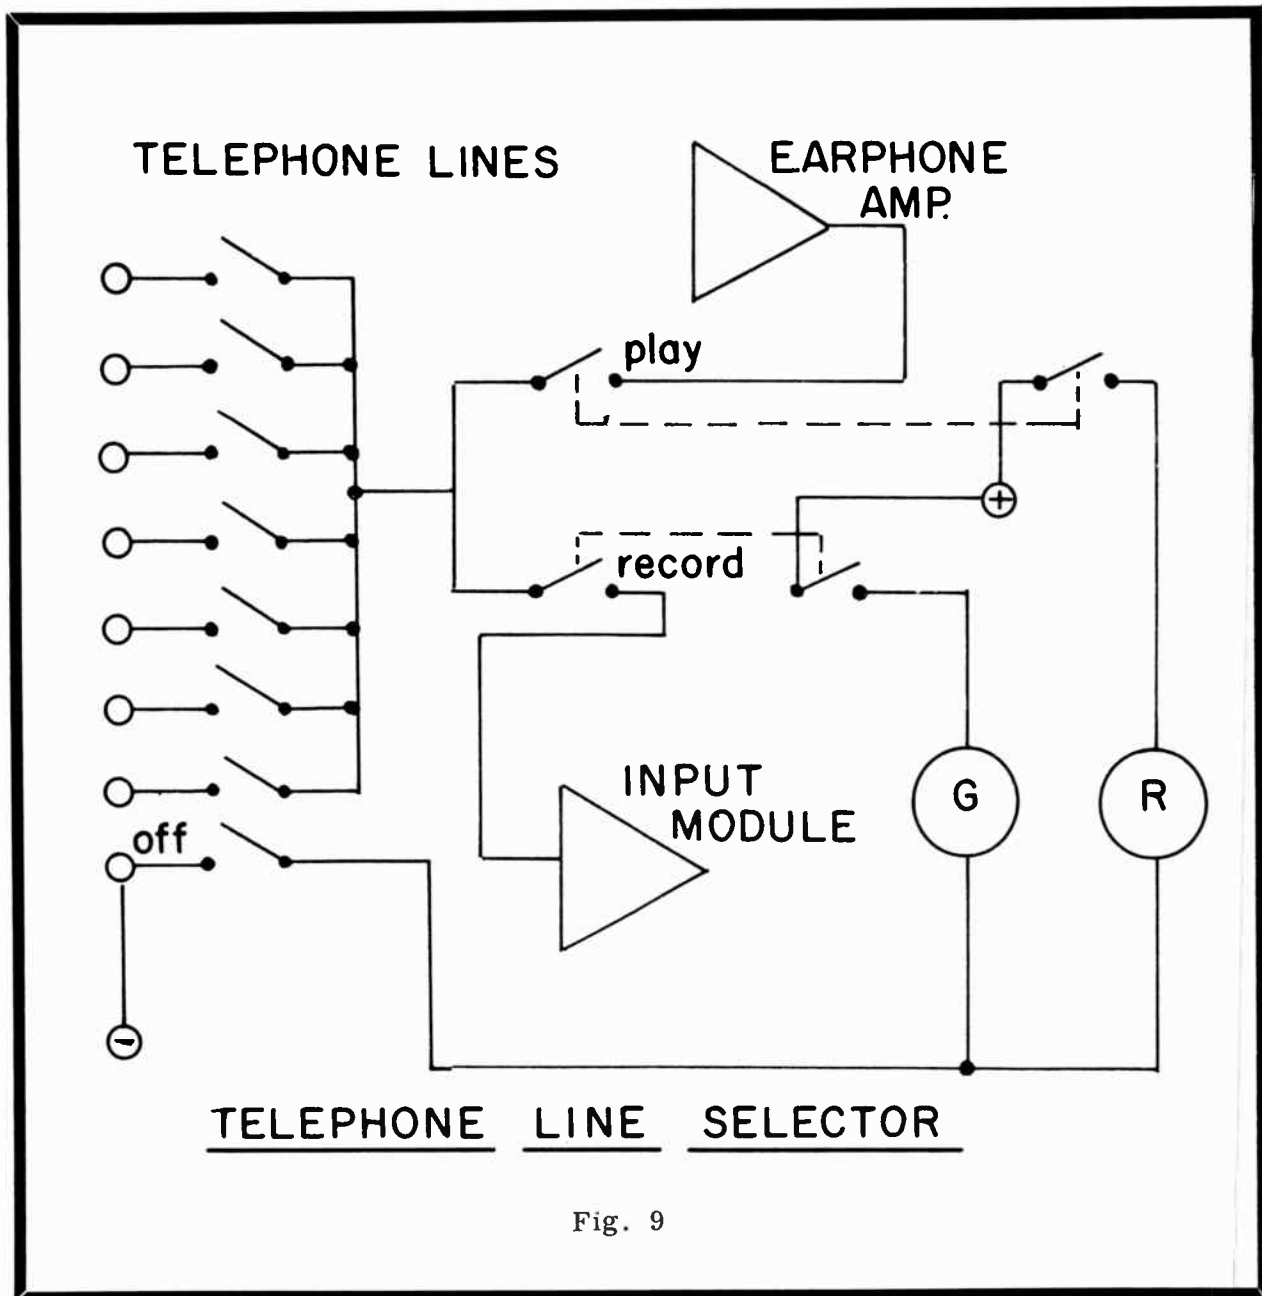 TELEPHONE LINES
EARPHONE
AMP.
play
record
+
INPUT
MODULE
G
R
off
-
TELEPHONE LINE SELECTOR
Fig. 9